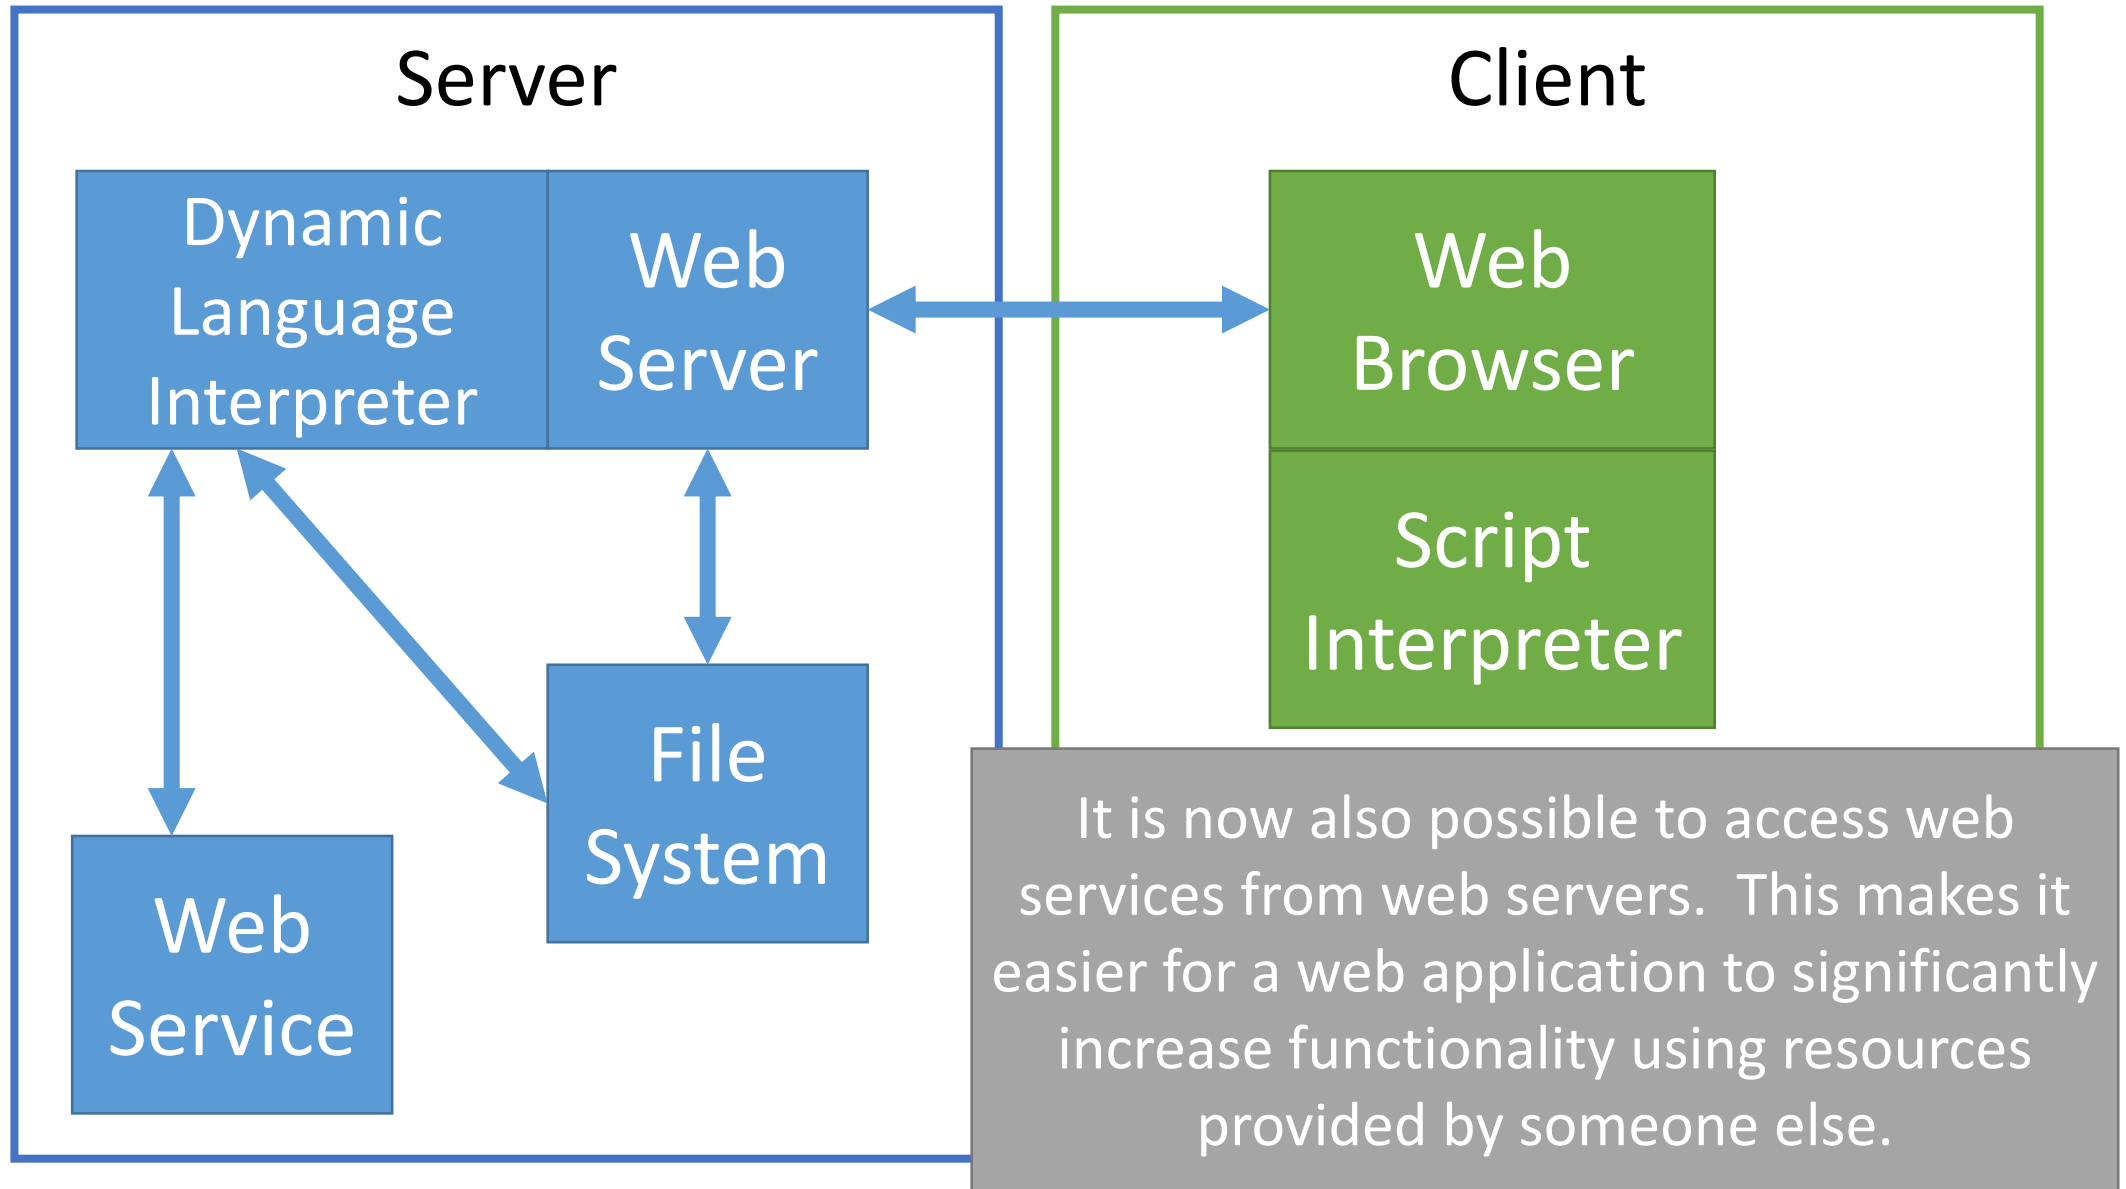 Server
Client
Dynamic
Language
Interpreter
Web
Server
Web
Browser
Script
Interpreter
File
System
Web
Service
It is now also possible to access web
services from web servers.  This makes it
easier for a web application to significantly
increase functionality using resources
provided by someone else.